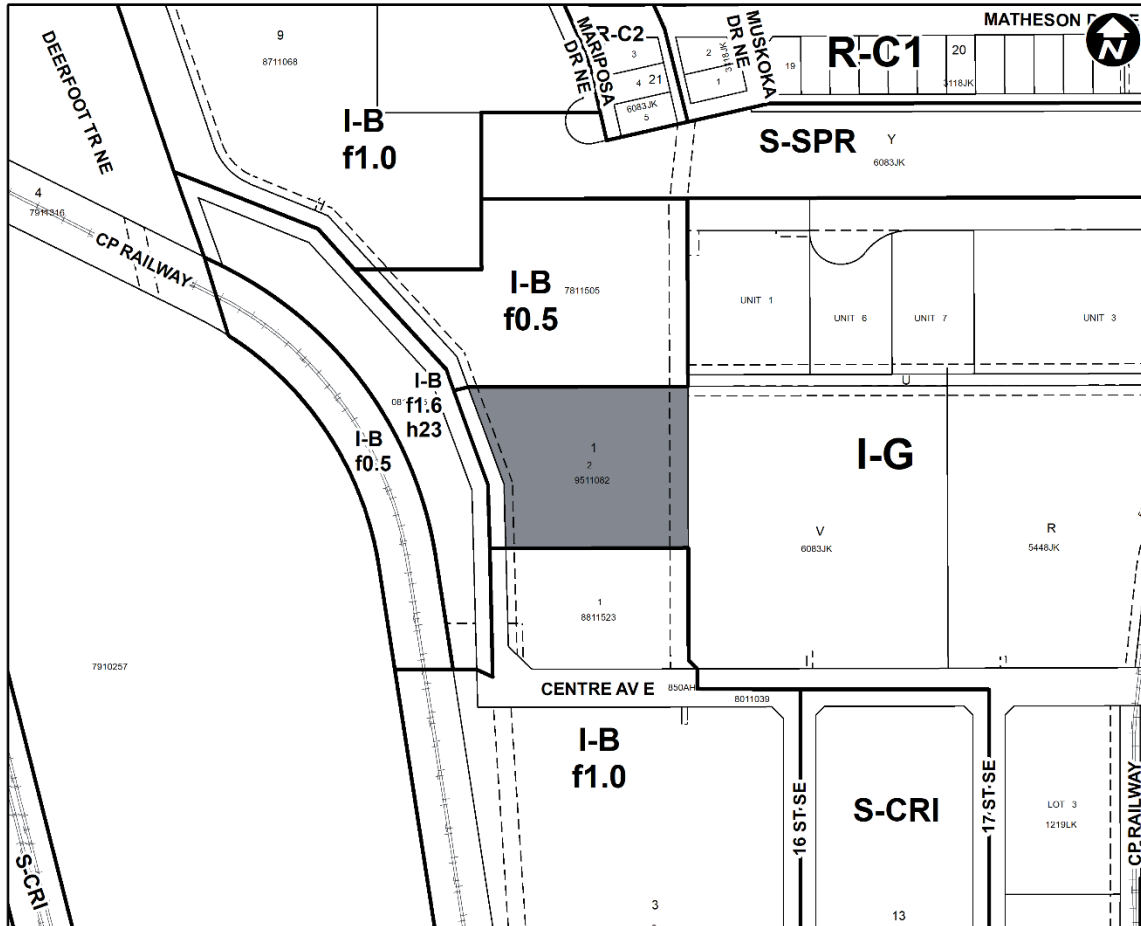 MATHESON
N
DEERFOOT TR NE
9
8711068
MARIPOSA
DR NE
R-C2
3
4
21
6083JK
5
2
1
3118JK
MUSKOKA
DR NE
19
R-C1
20
3118JK
I-B
f1.0
S-SPR
Y
6083JK
4
7911316
CP RAILWAY
I-B
f0.5
7811505
UNIT 1
UNIT 6
UNIT 7
UNIT 3
I-B
f1.6
h23
I-B
f0.5
1
2
9511082
I-G
V
6083JK
R
5448JK
1
8811523
7910257
CENTRE AV E
850AH
8011039
I-B
f1.0
16 ST SE
S-CRI
17 ST SE
LOT 3
1219LK
CP RAILWAY
S-CRI
3
13